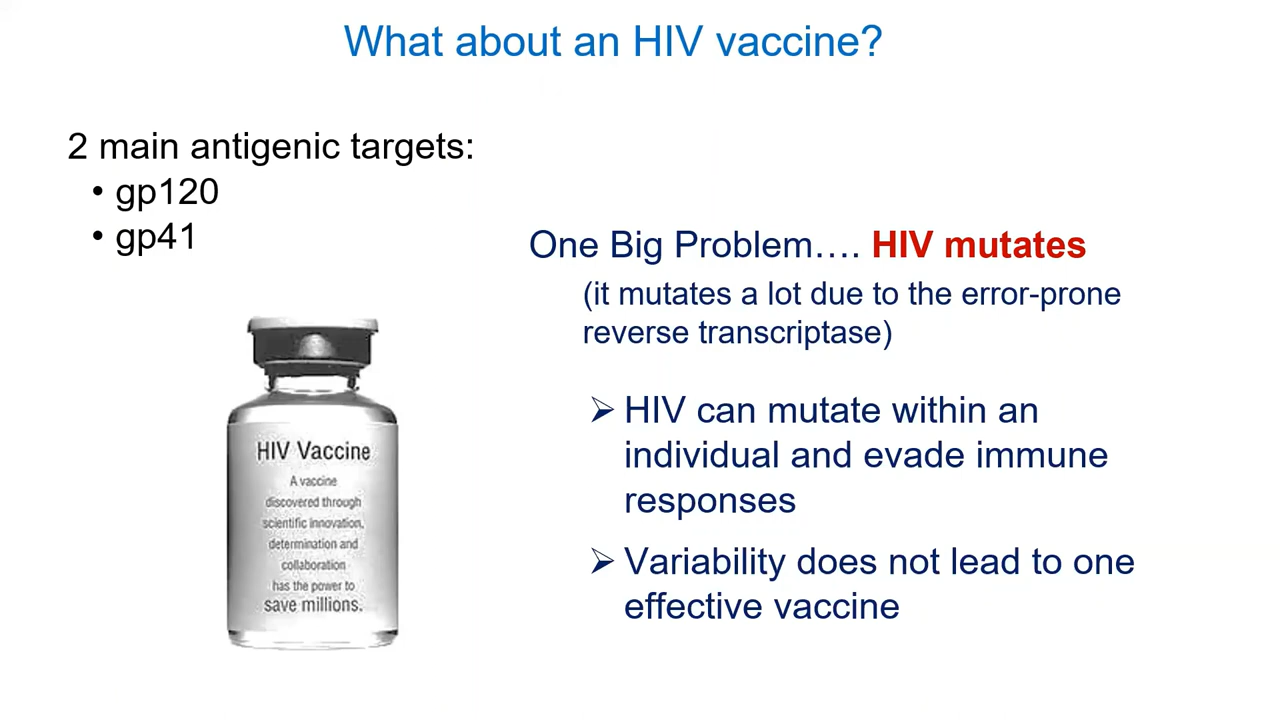 What about an HIV vaccine?
2 main antigenic targets:
• gp120
• gp41
One Big Problem…. HIV mutates
(it mutates a lot due to the error-prone
reverse transcriptase)
➢ HIV can mutate within an
individual and evade immune
responses
➢ Variability does not lead to one
effective vaccine
HIV Vaccine
A vaccine
discovered through
scientific innovation,
determination and
collaboration
has the power to
save millions.